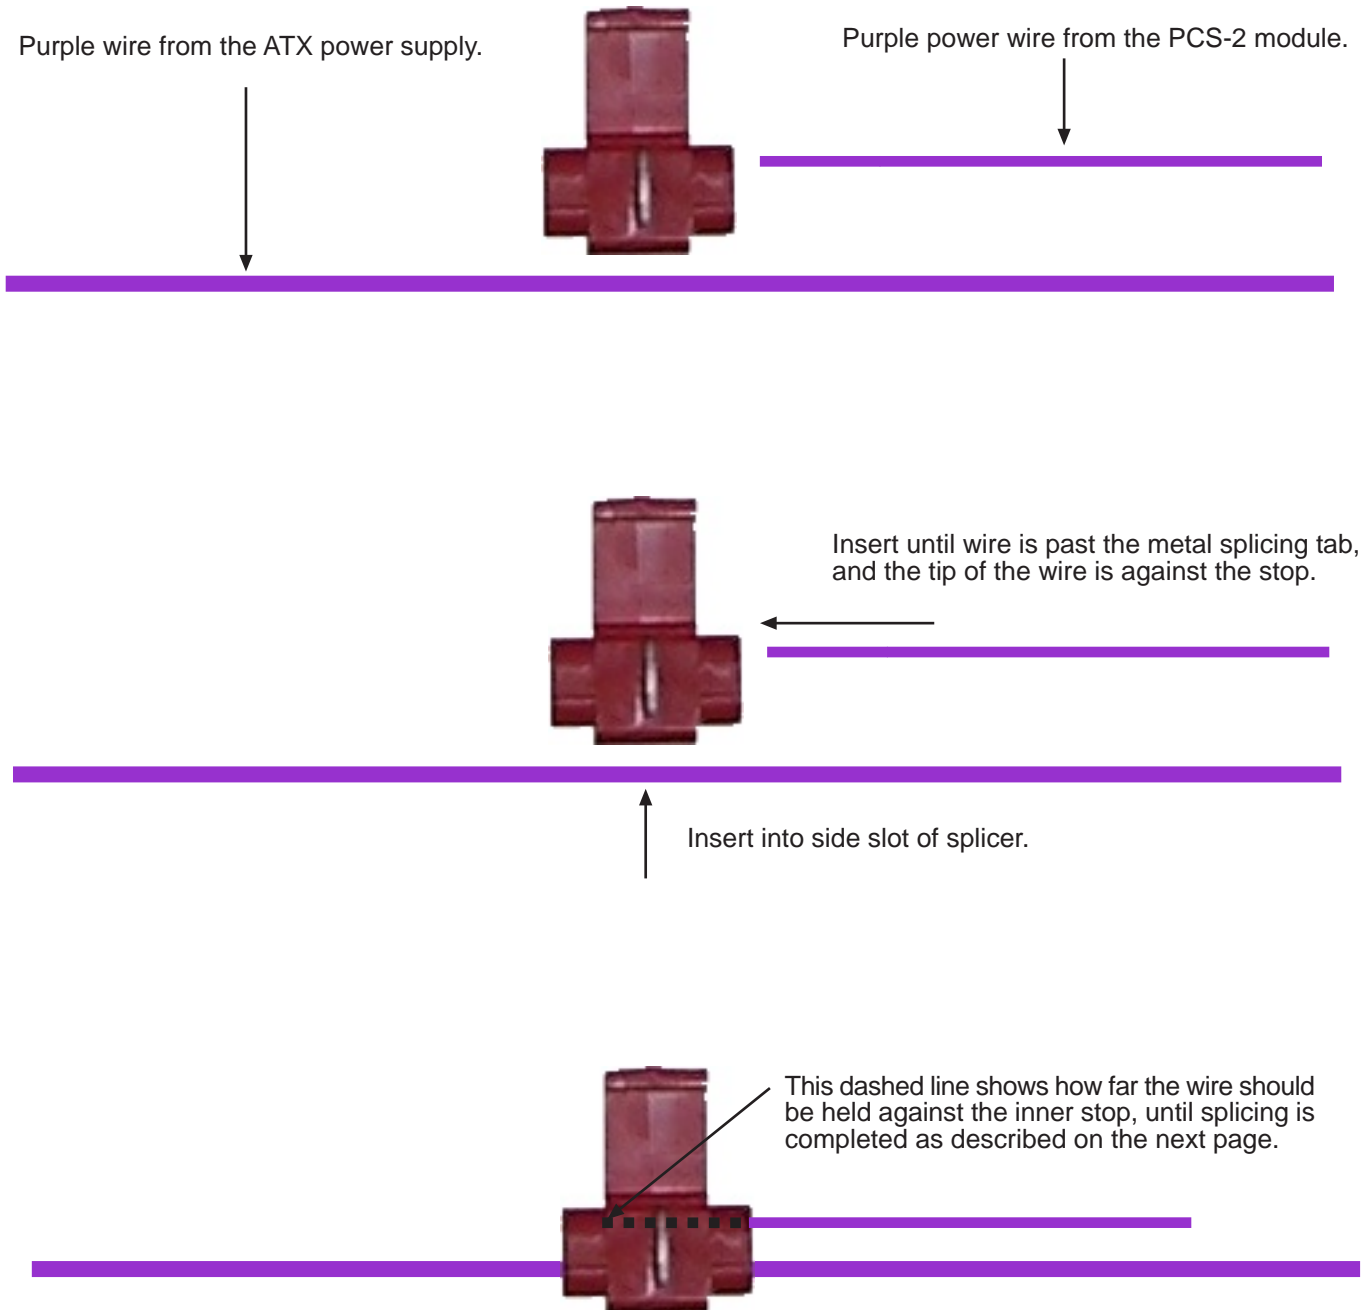 Purple wire from the ATX power supply.
Purple power wire from the PCS-2 module.
Insert until wire is past the metal splicing tab,
and the tip of the wire is against the stop.
Insert into side slot of splicer.
This dashed line shows how far the wire should
be held against the inner stop, until splicing is
completed as described on the next page.